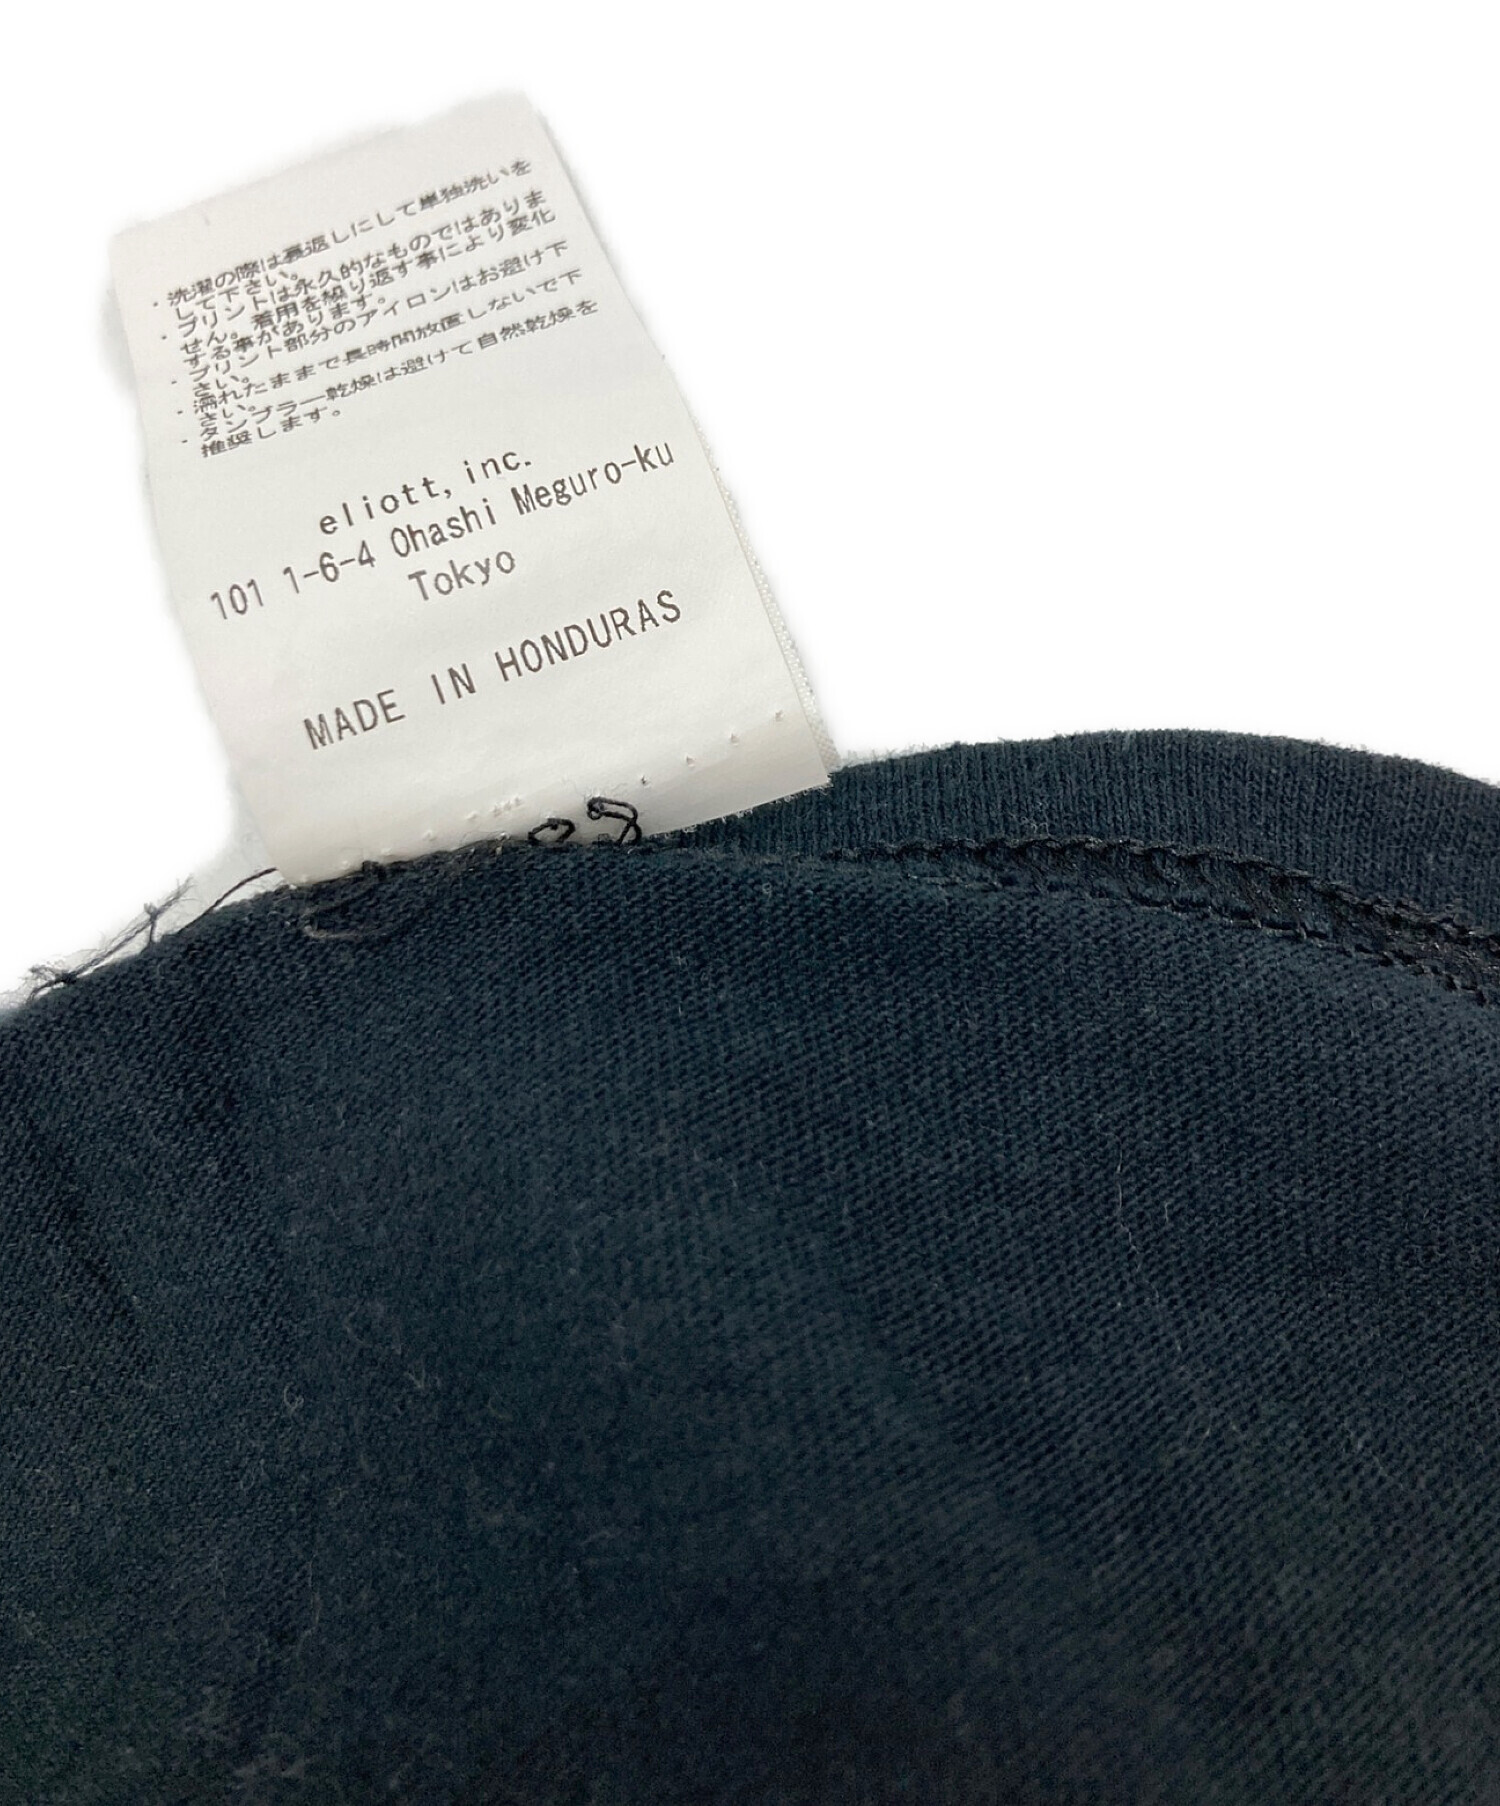 ・洗濯の際は裏返しにして単独洗いを
して下さい。
・プリントは永久的なものではありま
せん。着用を繰り返す事により変化
する事があります。
・プリント部分のアイロンはお避け下
さい。
・濡れたままで長時間放置しないで下
さい。
・タンブラー乾燥は避けて自然乾燥を
推奨します。
eliott, inc.
101 1-6-4 Ohashi Meguro-ku
Tokyo
MADE IN HONDURAS